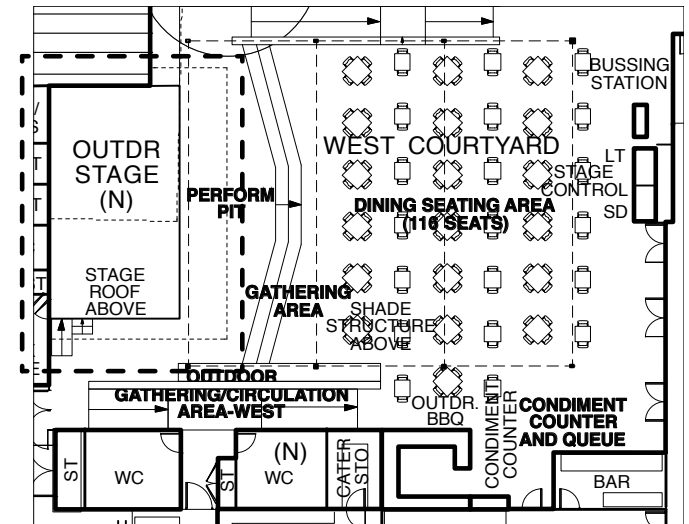 BUSSING
STATION
OUTDR
STAGE
(N)
WEST COURTYARD
LT
STAGE
CONTROL
SD
PERFORM
PIT
DINING SEATING AREA
(116 SEATS)
STAGE
ROOF
ABOVE
GATHERING
AREA
SHADE
STRUCTURE
ABOVE
OUTDOOR
GATHERING/CIRCULATION
AREA-WEST
OUTDR.
BBQ
CONDIMENT
COUNTER
CONDIMENT
COUNTER
AND QUEUE
ST
WC
ST
(N)
WC
CATER
STO.
BAR